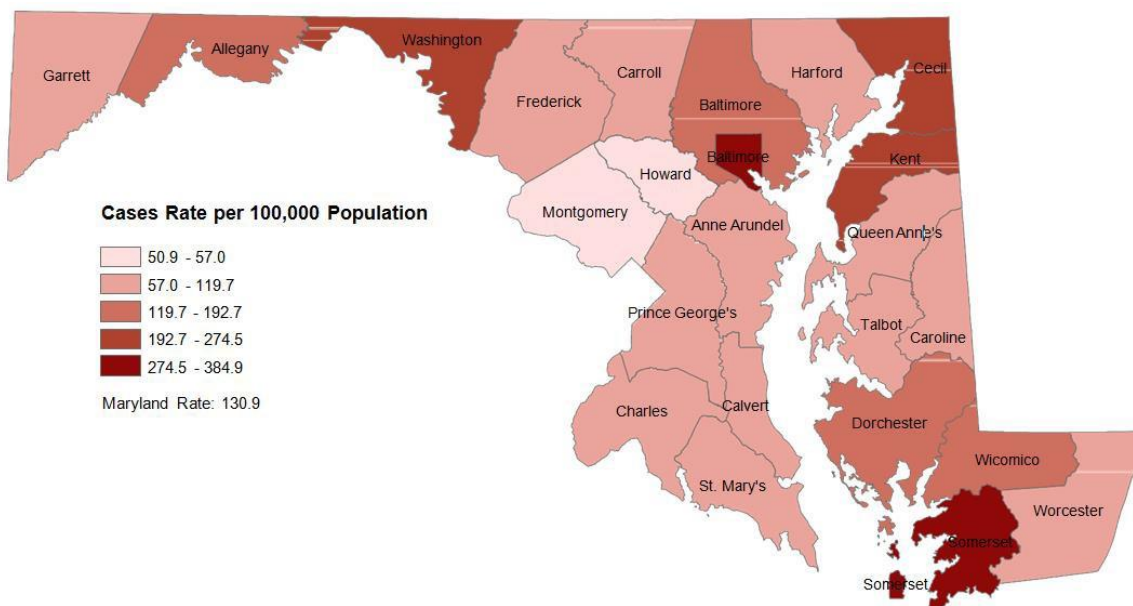 Washington
Allegany
Garrett
Carroll
Harford
Cecil
Frederick
Baltimore
Baltimore
Kent
Howard
Montgomery
Anne Arundel
Queen Anne's
Cases Rate per 100,000 Population
50.9 - 57.0
57.0 - 119.7
119.7 - 192.7
192.7 - 274.5
274.5 - 384.9
Maryland Rate: 130.9
Prince George's
Talbot
Caroline
Charles
Calvert
Dorchester
Wicomico
St. Mary's
Worcester
Somerset
Somerset